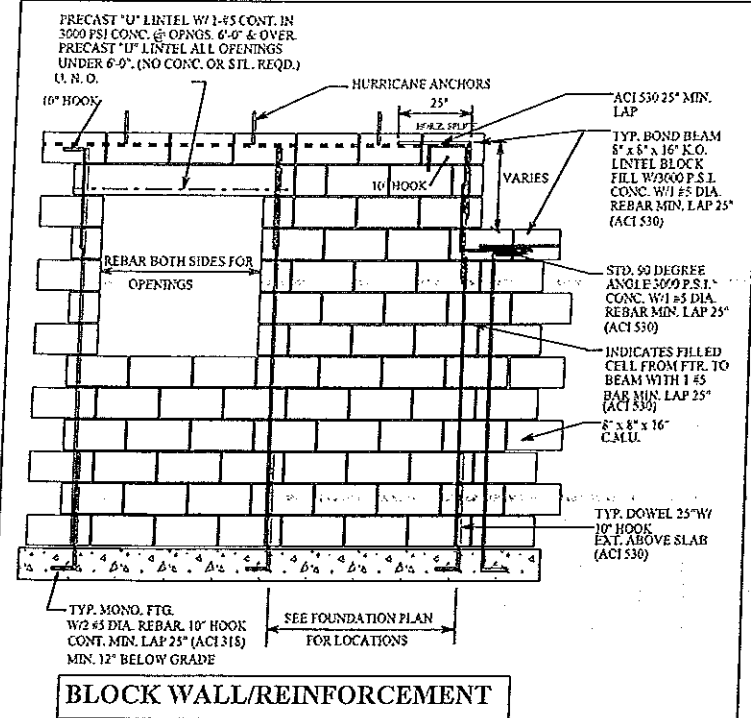 PRECAST "U" LINTEL W/ 1-#5 CONT. IN
3000 PSI CONC. @ OPNGS. 6'-0" & OVER.
PRECAST "U" LINTEL ALL OPENINGS
UNDER 6'-0". (NO CONC. OR STL. REQD.)
U. N. O.
10" HOOK
HURRICANE ANCHORS
25"
HORZ. SPLICE
10" HOOK
VARIES
ACI 530 25" MIN.
LAP
TYP. BOND BEAM
8" x 8" x 16" K.O.
LINTEL BLOCK
FILL W/3000 P.S.I.
CONC. W/1 #5 DIA.
REBAR MIN. LAP 25"
(ACI 530)
REBAR BOTH SIDES FOR
OPENINGS
STD. 90 DEGREE
ANGLE 3000 P.S.I.
CONC. W/1 #5 DIA.
REBAR MIN. LAP 25"
(ACI 530)
INDICATES FILLED
CELL FROM FTR. TO
BEAM WITH 1 #5
BAR MIN. LAP 25"
(ACI 530)
8" x 8" x 16"
C.M.U.
TYP. DOWEL 25" W/
10" HOOK
EXT. ABOVE SLAB
(ACI 530)
TYP. MONO. FTG.
W/2 #5 DIA. REBAR. 10" HOOK
CONT. MIN. LAP 25" (ACI 318)
MIN. 12" BELOW GRADE
SEE FOUNDATION PLAN
FOR LOCATIONS
BLOCK WALL/REINFORCEMENT